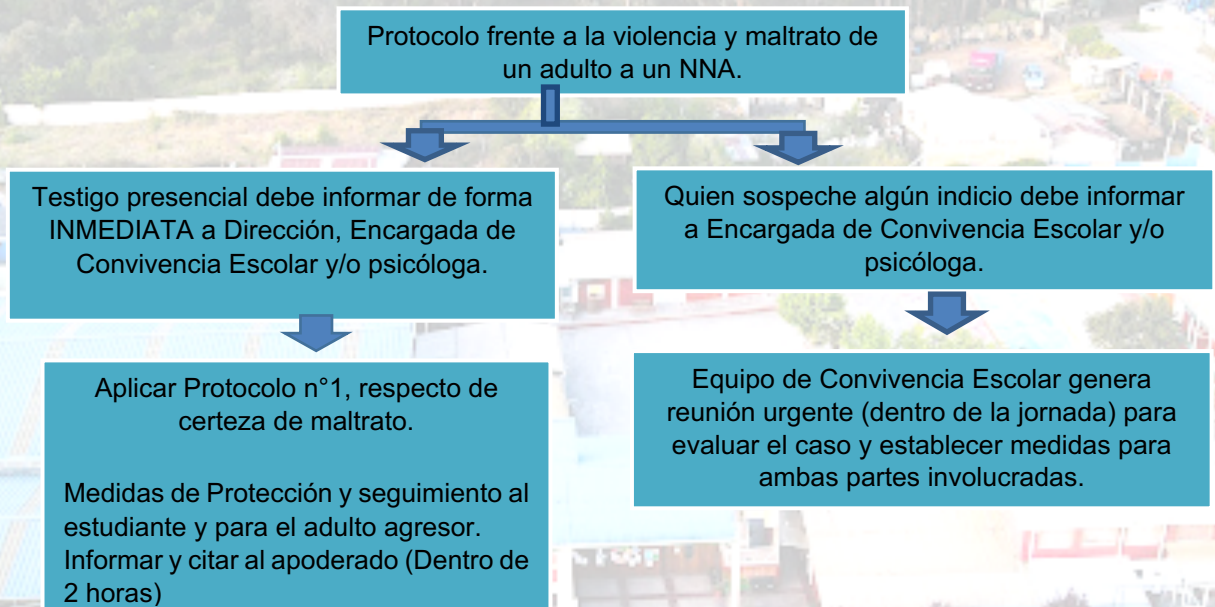 Protocolo frente a la violencia y maltrato de
un adulto a un NNA.
Testigo presencial debe informar de forma
INMEDIATA a Dirección, Encargada de
Convivencia Escolar y/o psicóloga.
Quien sospeche algún indicio debe informar
a Encargada de Convivencia Escolar y/o
psicóloga.
Aplicar Protocolo n°1, respecto de
certeza de maltrato.
Medidas de Protección y seguimiento al
estudiante y para el adulto agresor.
Informar y citar al apoderado (Dentro de
2 horas)
Equipo de Convivencia Escolar genera
reunión urgente (dentro de la jornada) para
evaluar el caso y establecer medidas para
ambas partes involucradas.